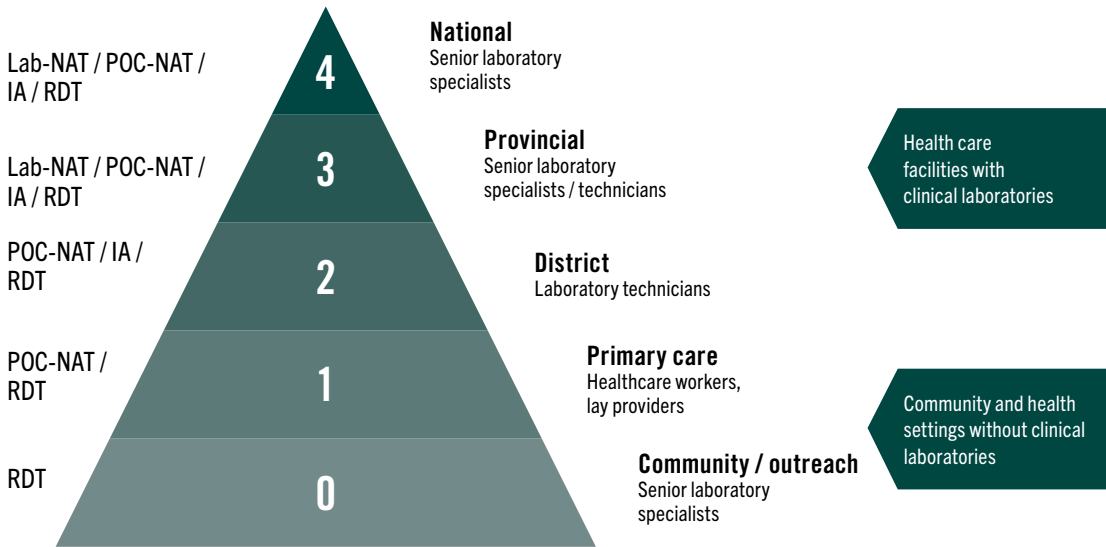 Lab-NAT / POC-NAT /
IA / RDT
4
National
Senior laboratory
specialists
Lab-NAT / POC-NAT /
IA / RDT
3
Provincial
Senior laboratory
specialists / technicians
Health care
facilities with
clinical laboratories
POC-NAT / IA /
RDT
2
District
Laboratory technicians
POC-NAT /
RDT
1
Primary care
Healthcare workers,
lay providers
Community and health
settings without clinical
laboratories
RDT
0
Community / outreach
Senior laboratory
specialists